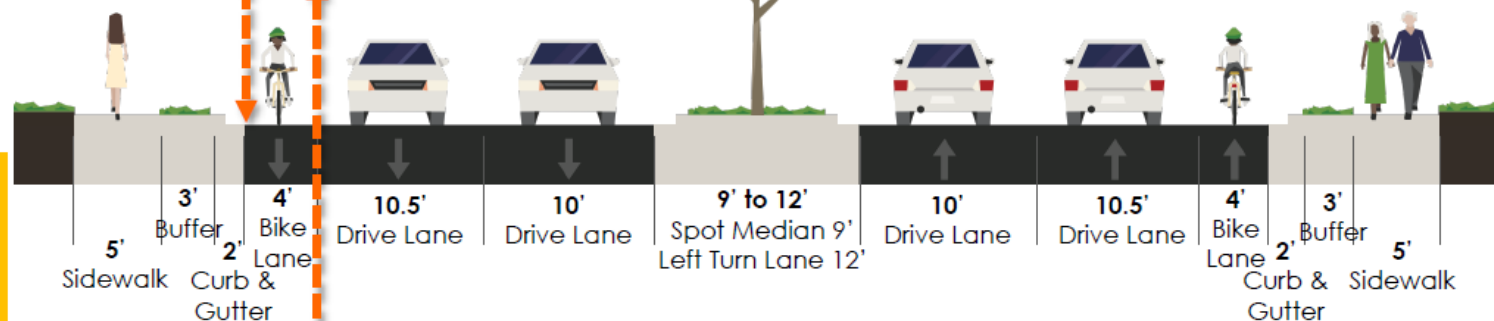 5’
Sidewalk
3’
Buffer
2’
Curb &
Gutter
4’
Bike
Lane
10.5’
Drive Lane
10’
Drive Lane
9’ to 12’
Spot Median 9’
Left Turn Lane 12’
10’
Drive Lane
10.5’
Drive Lane
4’
Bike
Lane
2’
Curb &
Gutter
3’
Buffer
5’
Sidewalk